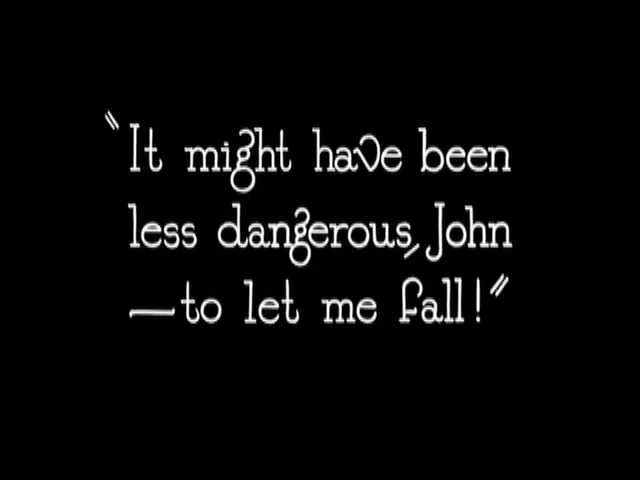 "It might have been
less dangerous, John
—to let me fall!"